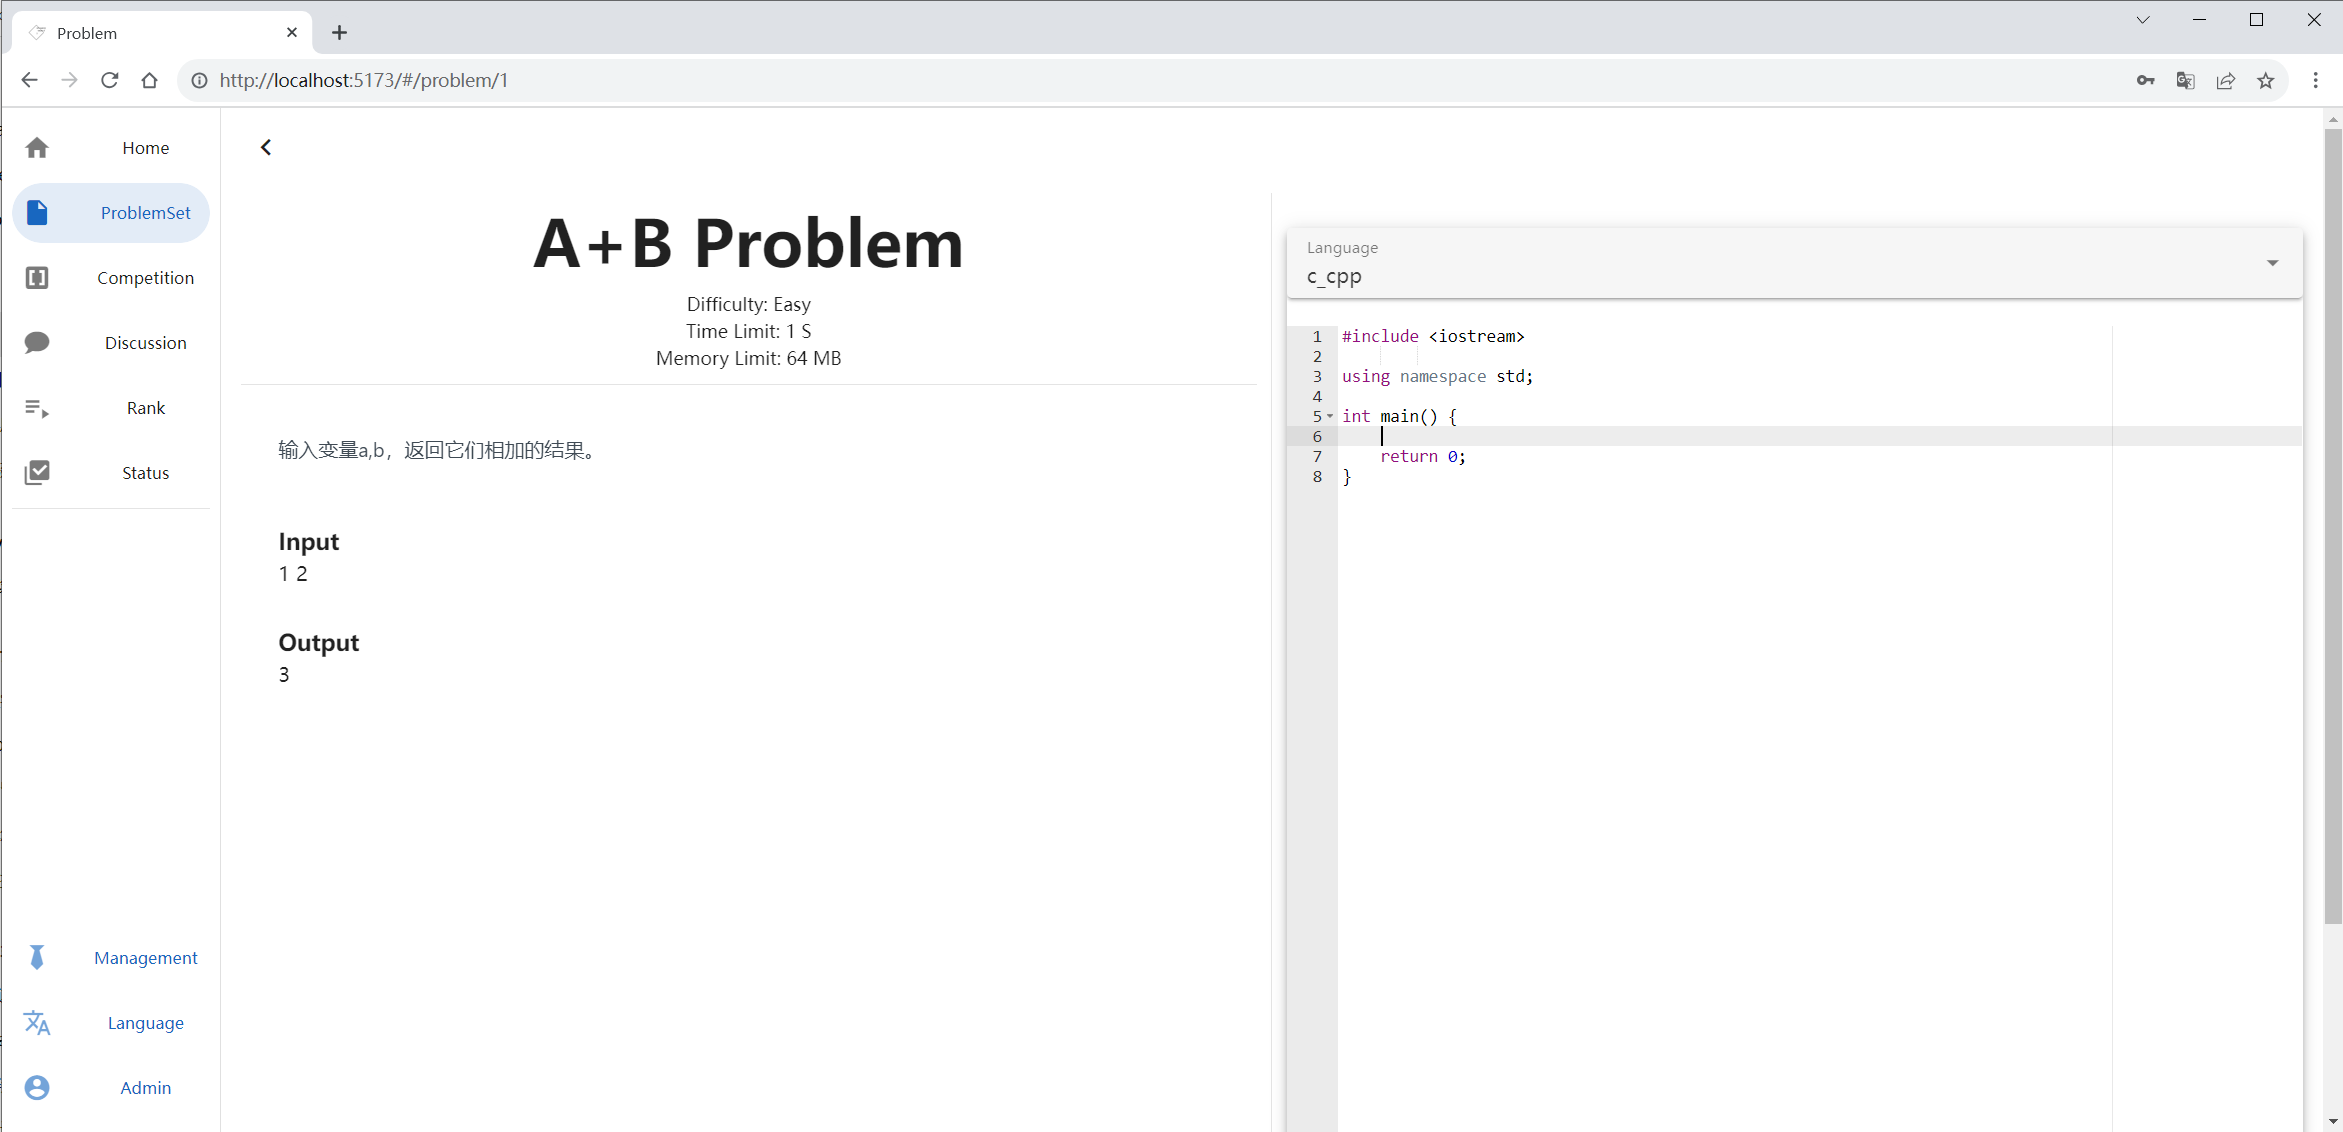 Problem
http://localhost:5173/#/problem/1
Home
ProblemSet
Competition
Discussion
Rank
Status
Management
Language
Admin
A+B Problem
Difficulty: Easy
Time Limit: 1 S
Memory Limit: 64 MB
输入变量a,b，返回它们相加的结果。
Input
1 2
Output
3
Language
c_cpp
1 #include <iostream>
2
3 using namespace std;
4
5 int main() {
6
7     return 0;
8 }